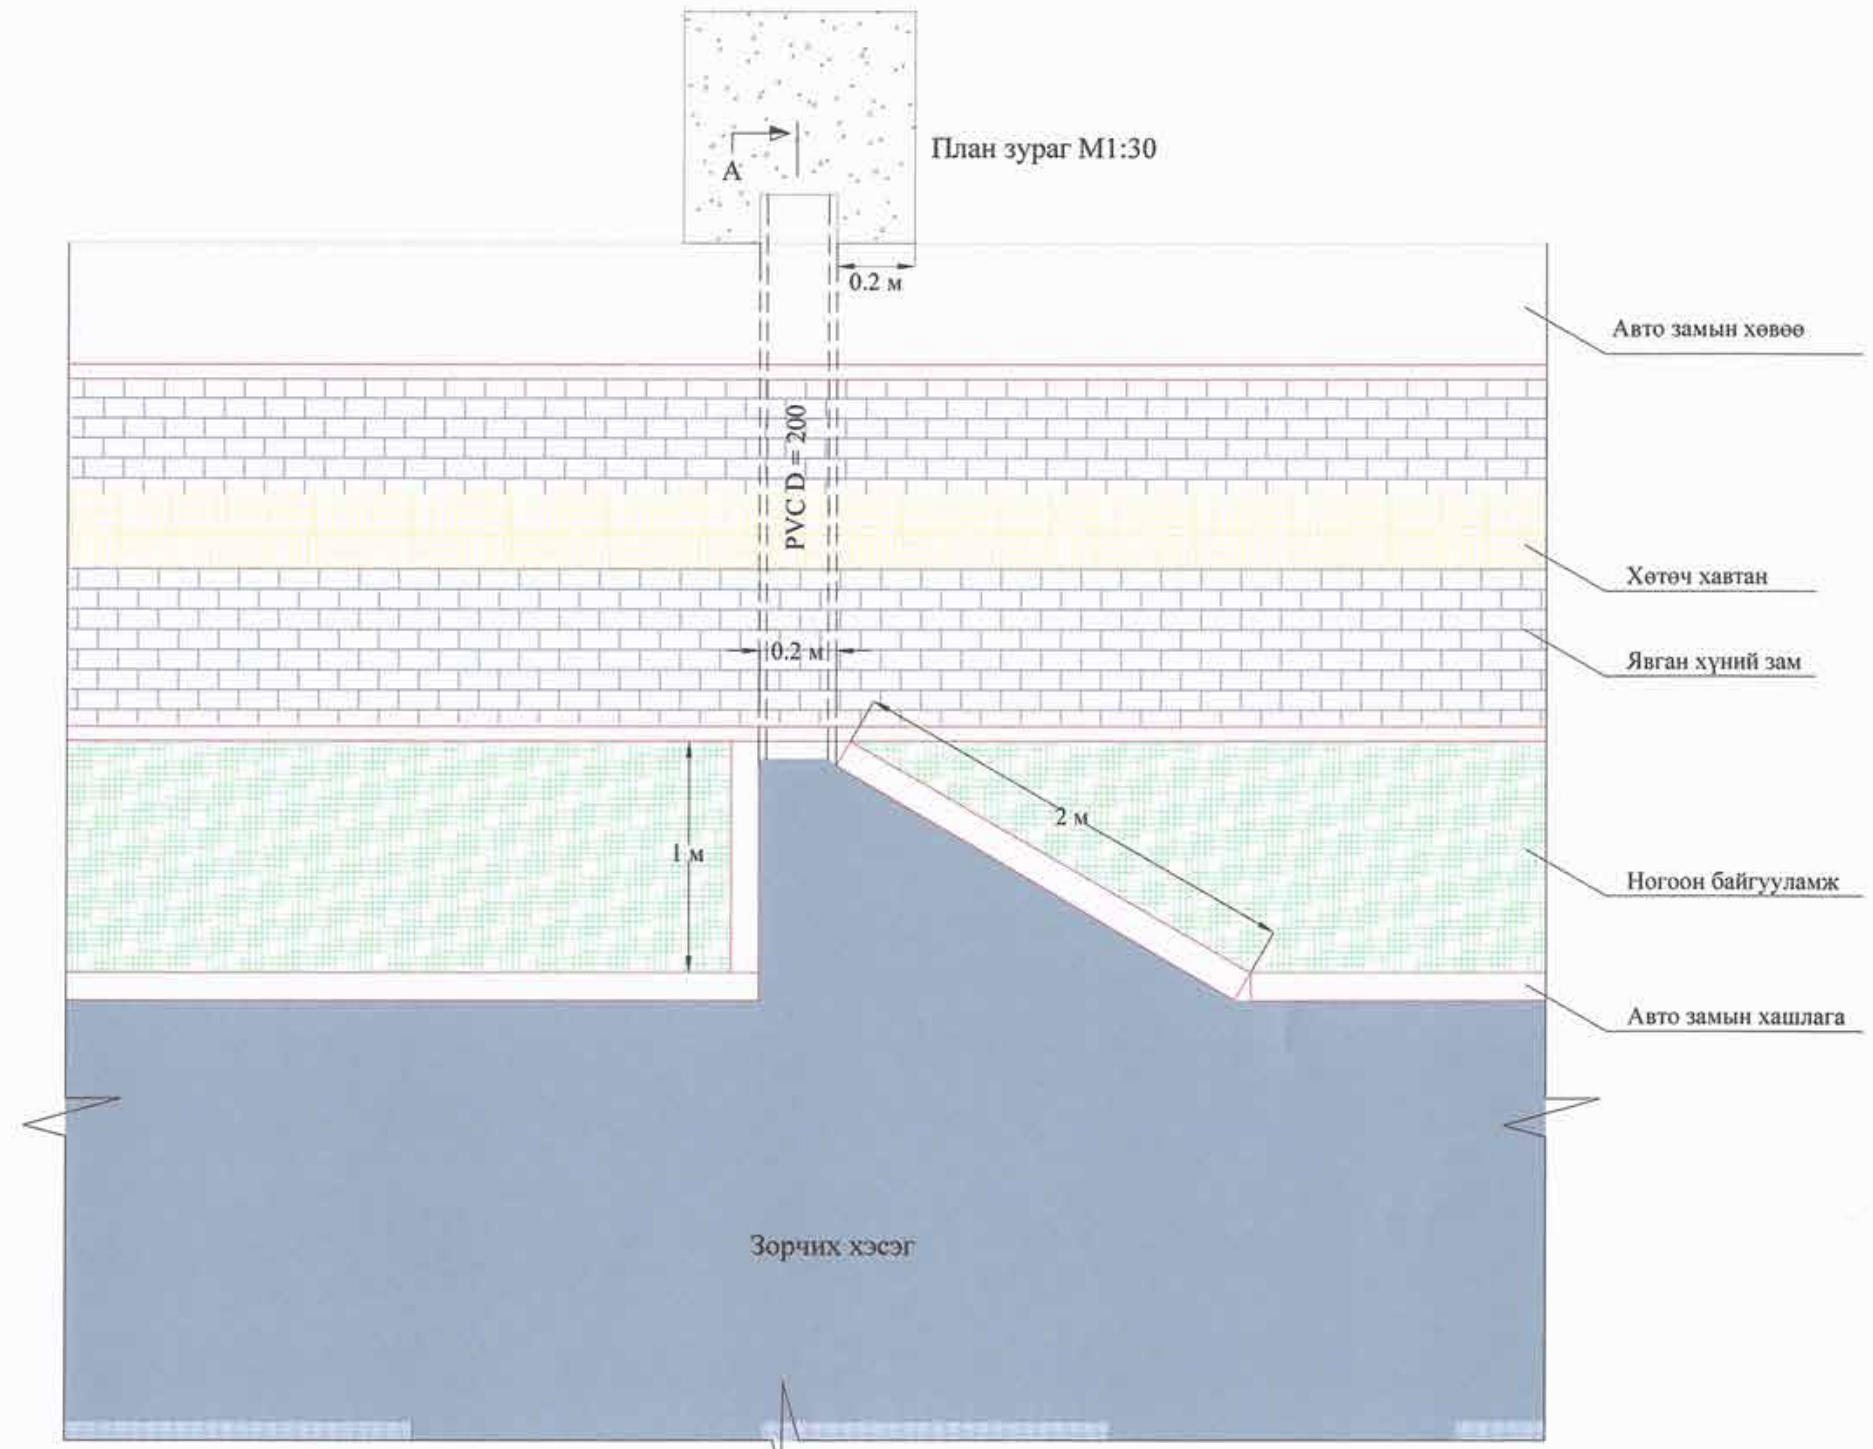 План зураг М1:30
А
0.2 м
Авто замын хөвөө
PVC D = 200
Хөтөч хавтан
Явган хүний зам
0.2 м
2 м
1 м
Ногоон байгууламж
Авто замын хашлага
Зорчих хэсэг